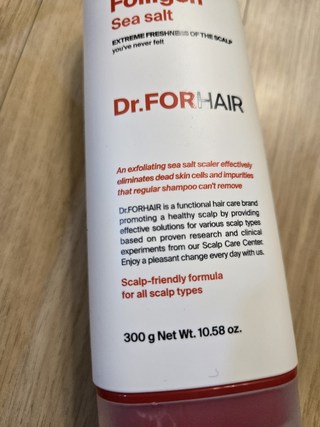 Folligen
Sea salt
EXTREME FRESHNESS OF THE SCALP
you've never felt
Dr.FORHAIR
An exfoliating sea salt scaler effectively
eliminates dead skin cells and impurities
that regular shampoo can't remove
Dr.FORHAIR is a functional hair care brand
promoting a healthy scalp by providing
effective solutions for various scalp types
based on proven research and clinical
experiments from our Scalp Care Center.
Enjoy a pleasant change every day with us.
Scalp-friendly formula
for all scalp types
300 g Net Wt. 10.58 oz.